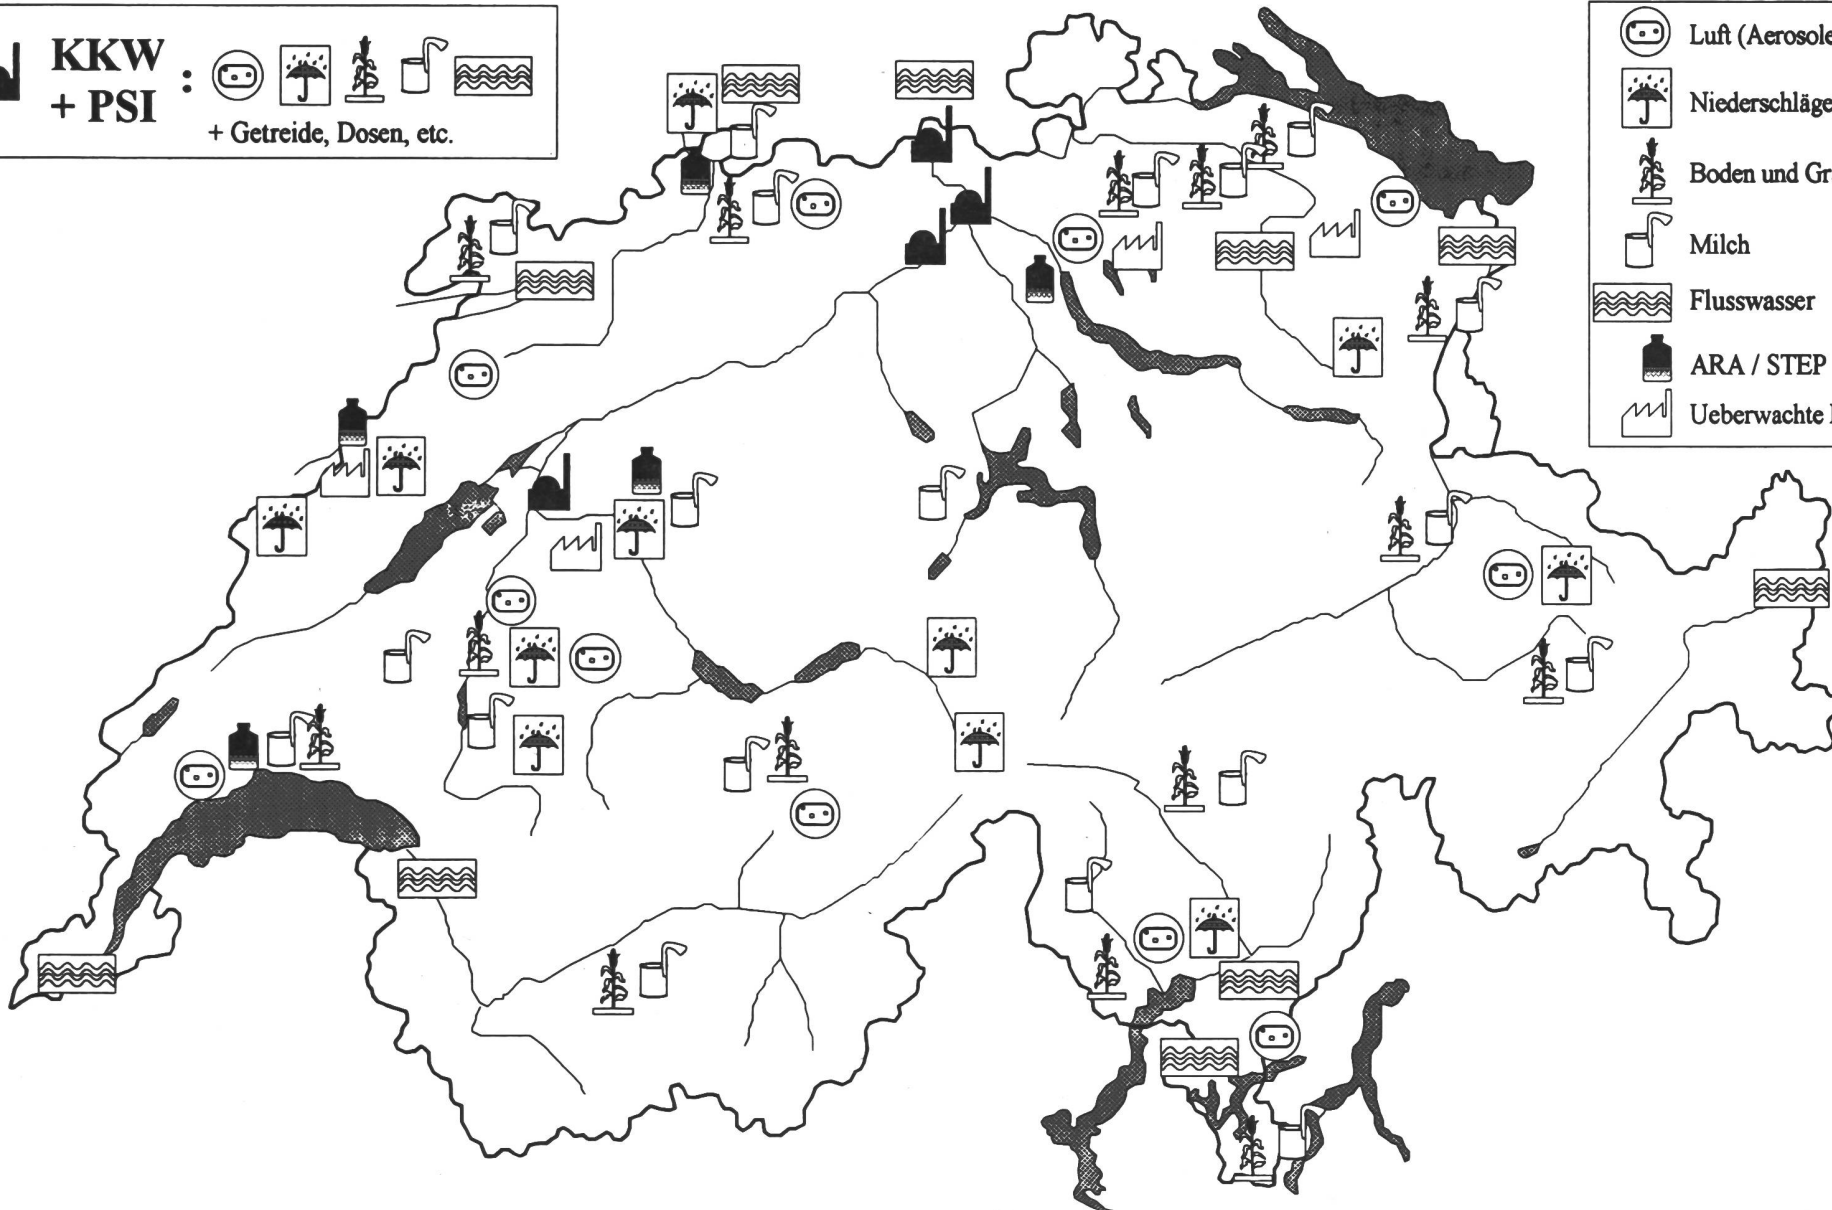 KKW
+ PSI
:
+ Getreide, Dosen, etc.
Luft (Aerosole
Niederschläge
Boden und Gr
Milch
Flusswasser
ARA / STEP
Ueberwachte